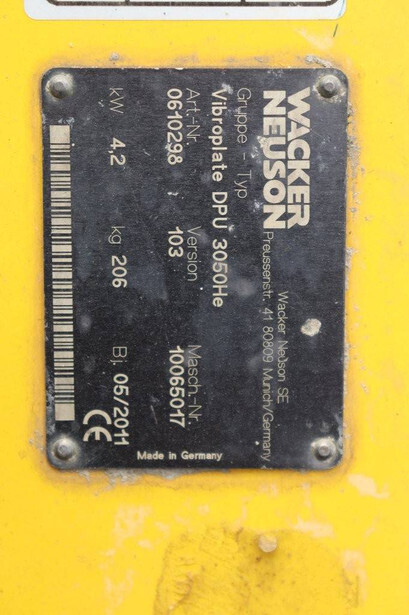 WACKER
NEUSON
Wacker Neuson SE
Preussenstr. 41 80809 Munich/Germany
Gruppe - Typ
Vibroplate DPU 3050He
Art.-Nr. Version Masch.-Nr.
0610298 103 10065017
kW 4,2 kg 206 Bj. 05/2011
CE
Made in Germany